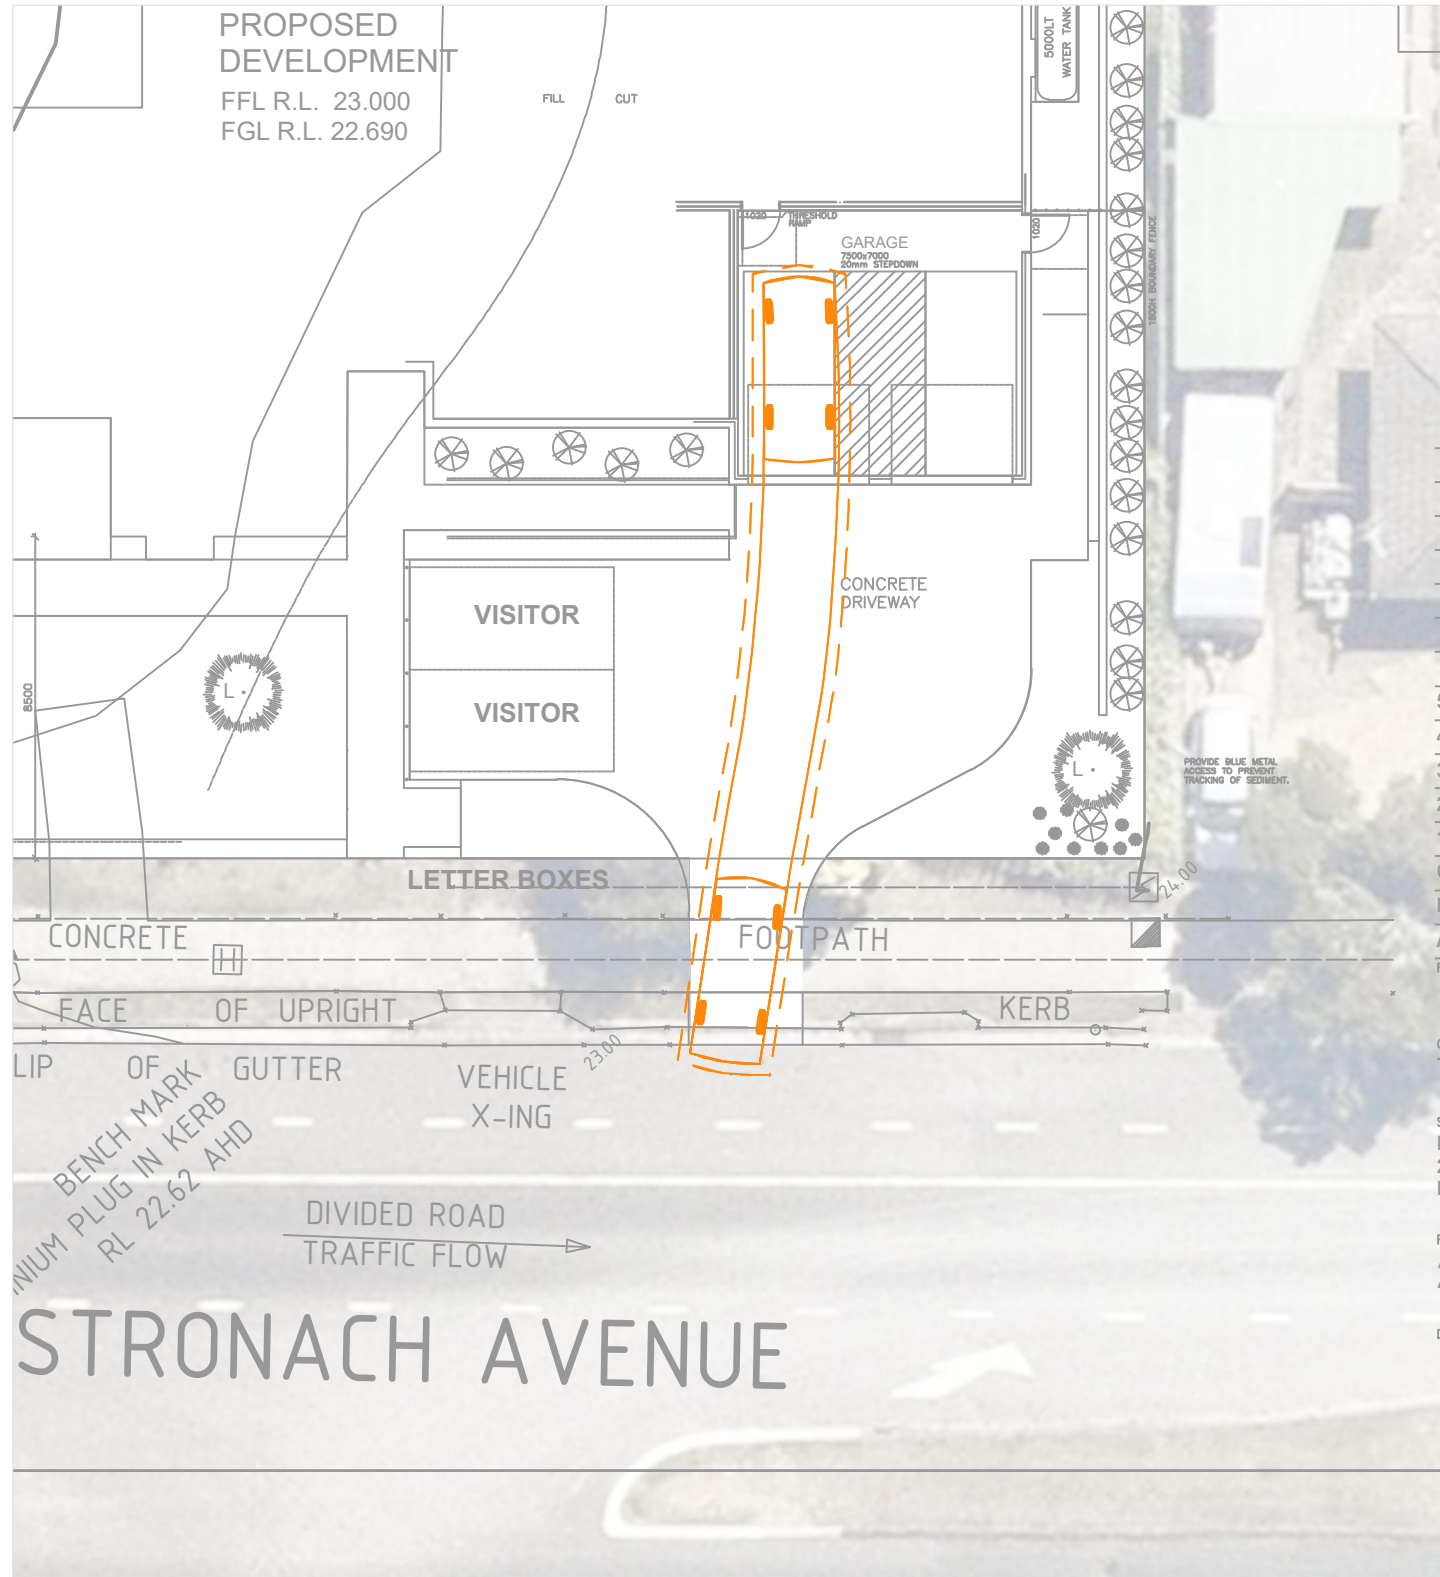 PROPOSED
DEVELOPMENT
FFL R.L. 23.000
FGL R.L. 22.690
FILL
CUT
5000LT
WATER TANK
1020
THRESHOLD
RAMP
GARAGE
7500x7000
20mm STEPDOWN
1020
1800H BOUNDARY FENCE
CONCRETE
DRIVEWAY
VISITOR
VISITOR
8500
L
L
PROVIDE BLUE METAL
ACCESS TO PREVENT
TRACKING OF SEDIMENT.
LETTER BOXES
24.00
CONCRETE
FOOTPATH
H
FACE OF UPRIGHT
KERB
LIP OF GUTTER
23.00
VEHICLE
X-ING
BENCH MARK
NIUM PLUG IN KERB
RL 22.62 AHD
DIVIDED ROAD
TRAFFIC FLOW
STRONACH AVENUE